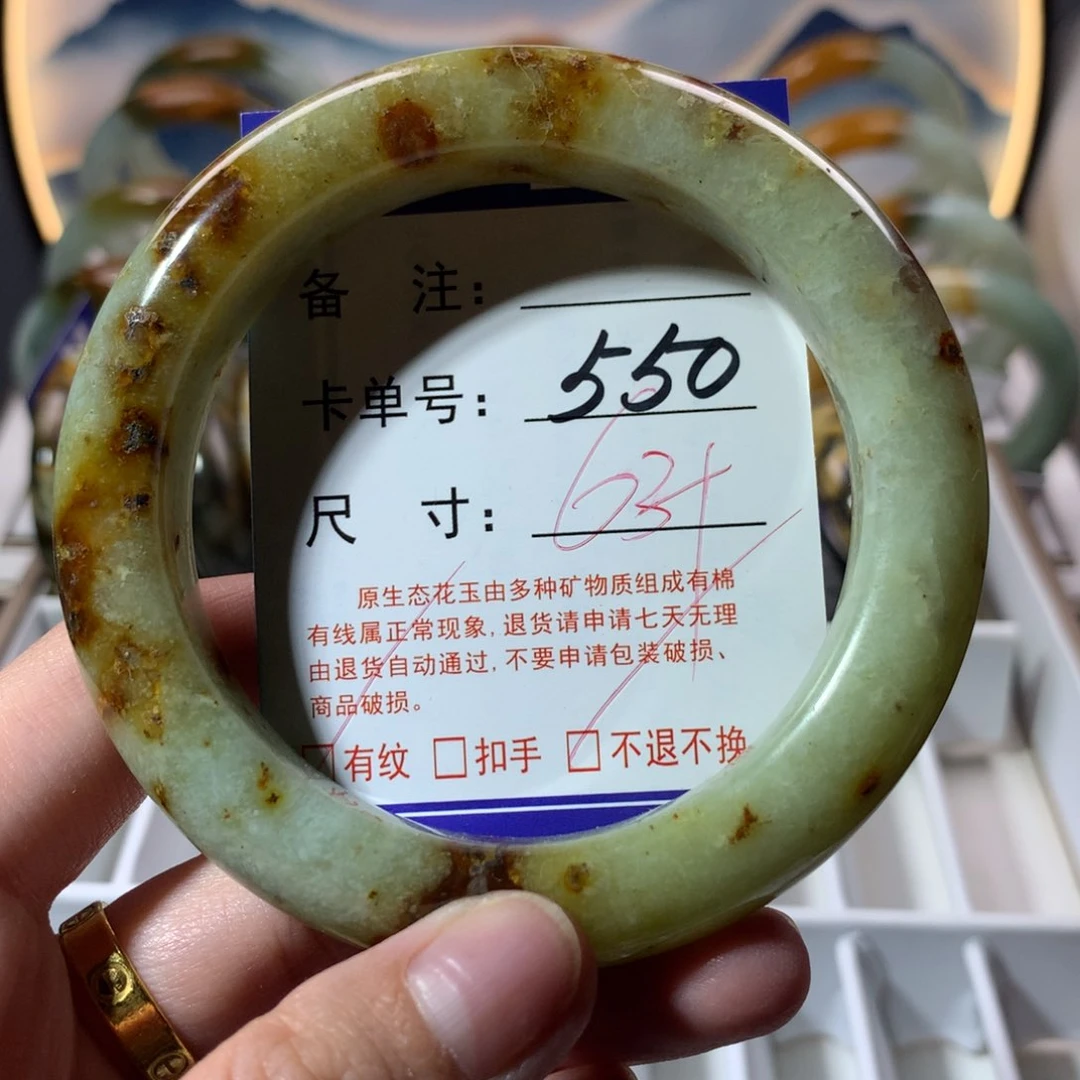 备 注：
卡单号：550
尺 寸：63+
原生态花玉由多种矿物质组成有棉
有线属正常现象，退货请申请七天无理
由退货自动通过，不要申请包装破损、
商品破损。
□有纹 □扣手 □不退不换